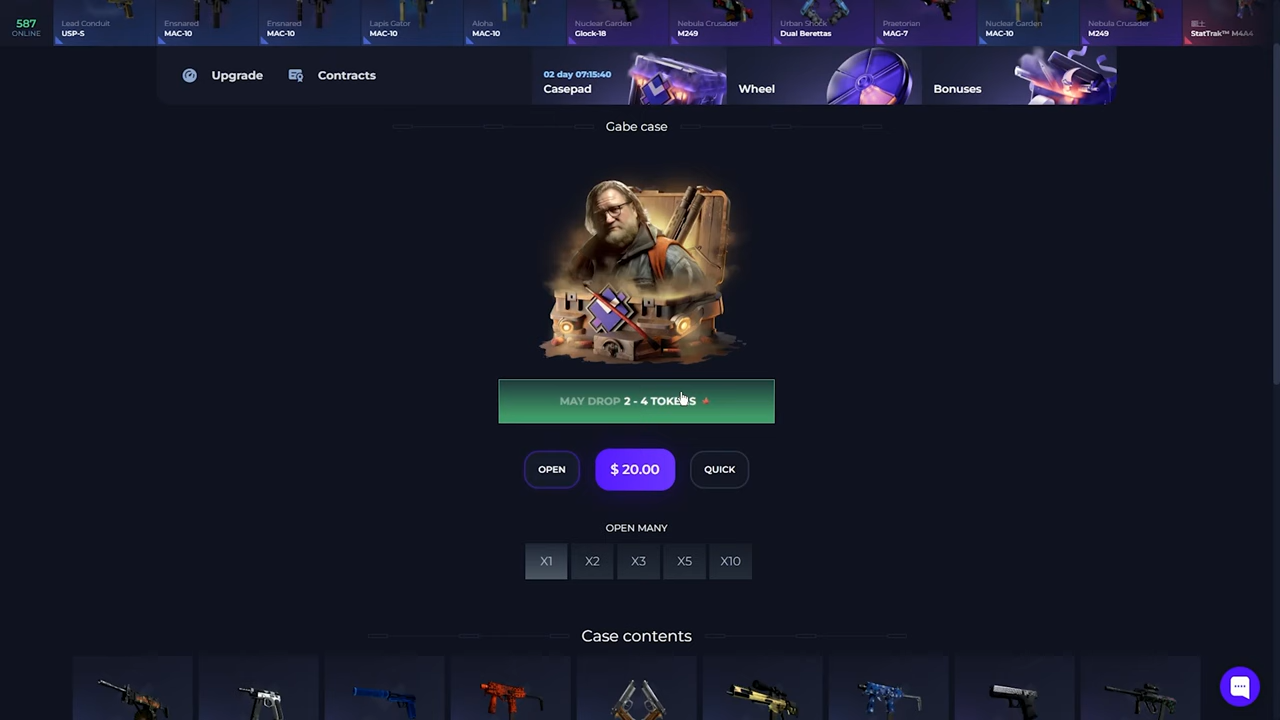 587
ONLINE
Lead Conduit
USP-S
Ensnared
MAC-10
Ensnared
MAC-10
Lapis Gator
MAC-10
Aloha
MAC-10
Nuclear Garden
Glock-18
Nebula Crusader
M249
Urban Shock
Dual Berettas
Praetorian
MAG-7
Nuclear Garden
MAC-10
Nebula Crusader
M249
StatTrak™ M4A4
Upgrade
Contracts
02 day 07:15:40
Casepad
Wheel
Bonuses
Gabe case
MAY DROP 2 - 4 TOKENS
OPEN
$ 20.00
QUICK
OPEN MANY
X1
X2
X3
X5
X10
Case contents